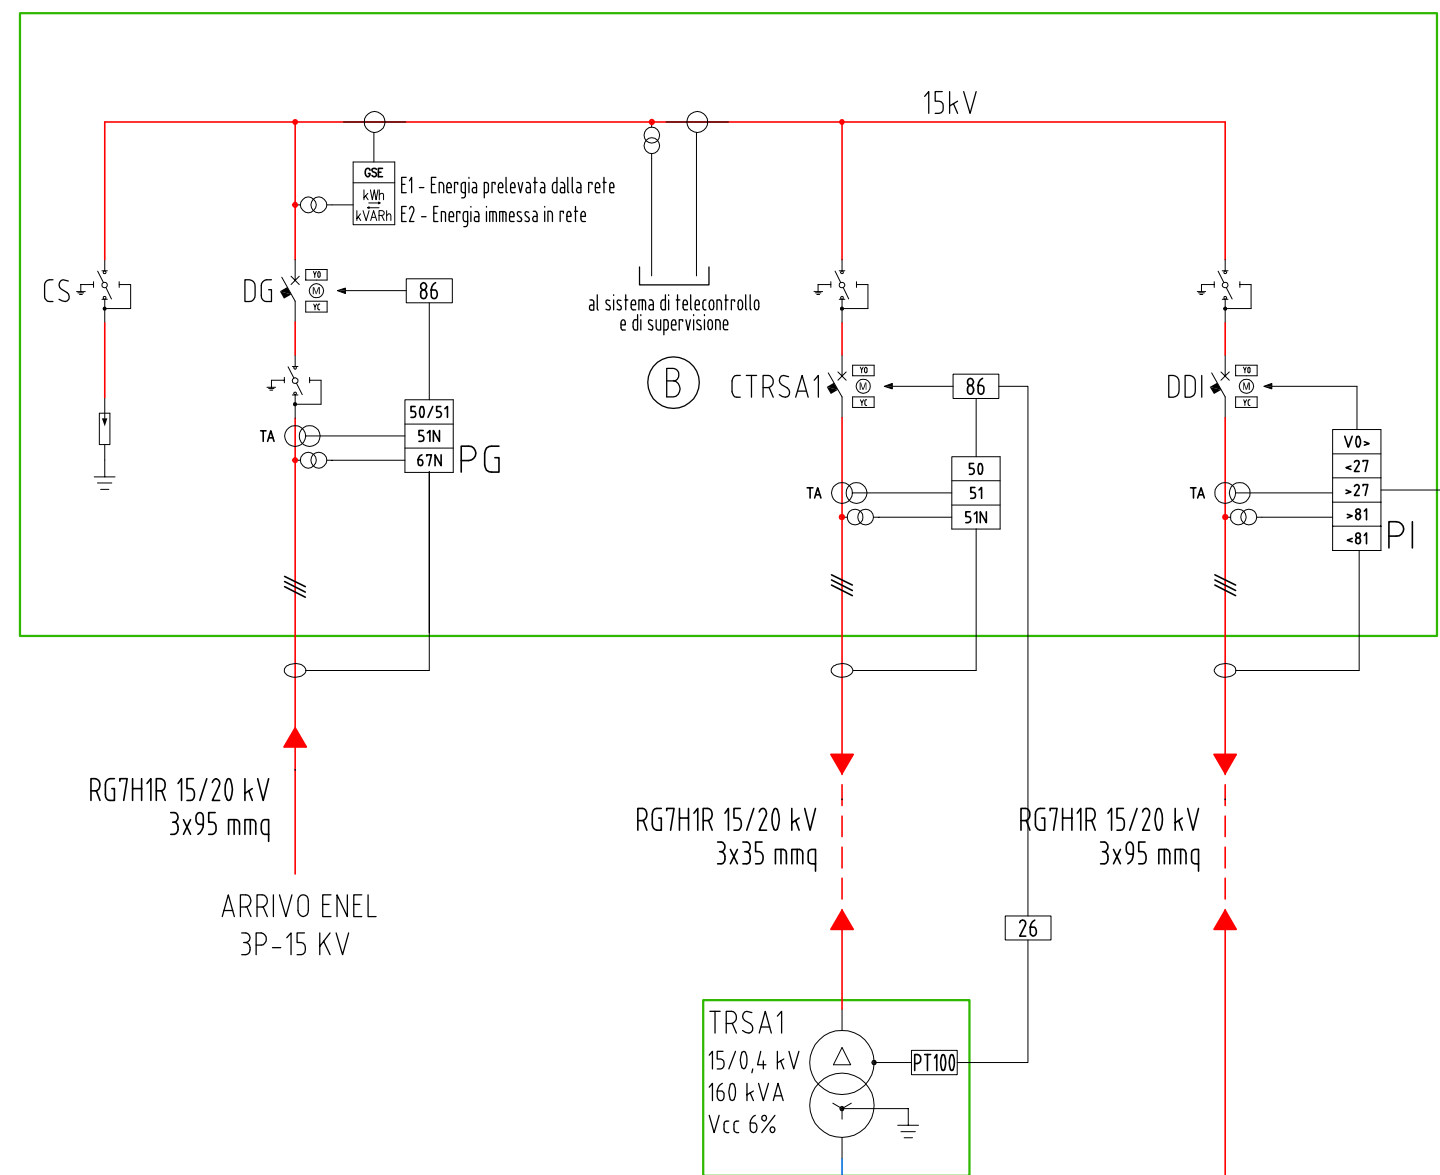 15kV
GSE
kWh
kVARh
E1 - Energia prelevata dalla rete
E2 - Energia immessa in rete
CS
DG
Y0
M
YC
86
50/51
51N
67N
PG
TA
al sistema di telecontrollo
e di supervisione
B
CTRSA1
Y0
M
YC
86
50
51
51N
TA
DDI
Y0
M
YC
V0>
<27
>27
>81
<81
PI
TA
RG7H1R 15/20 kV
3x95 mmq
ARRIVO ENEL
3P-15 KV
RG7H1R 15/20 kV
3x35 mmq
RG7H1R 15/20 kV
3x95 mmq
26
TRSA1
15/0,4 kV
160 kVA
Vcc 6%
PT100